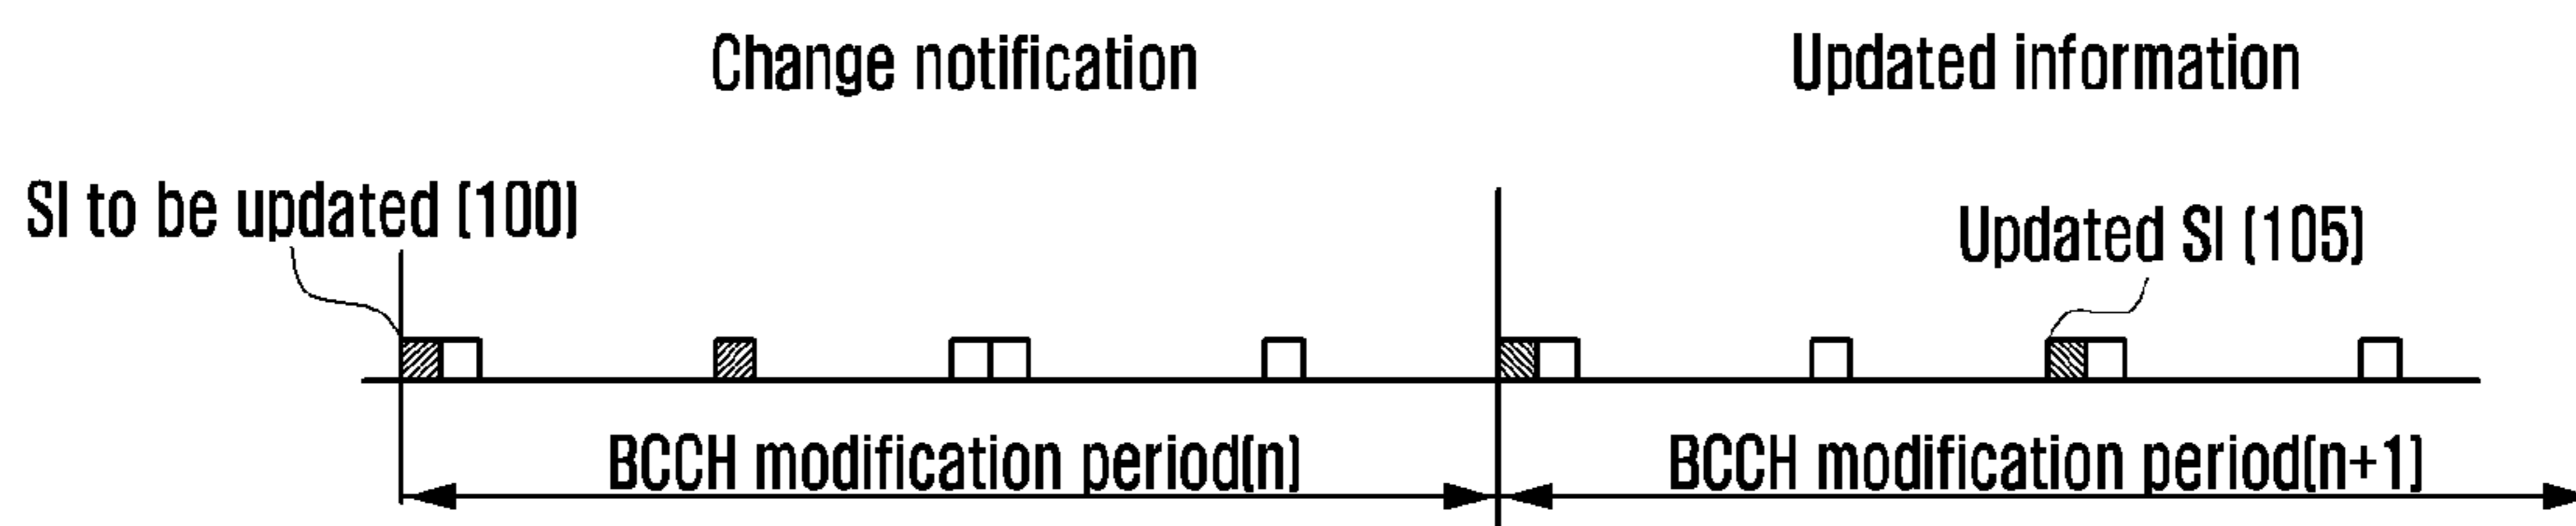 Change notification
Updated information
SI to be updated (100)
Updated SI (105)
BCCH modification period(n)
BCCH modification period(n+1)